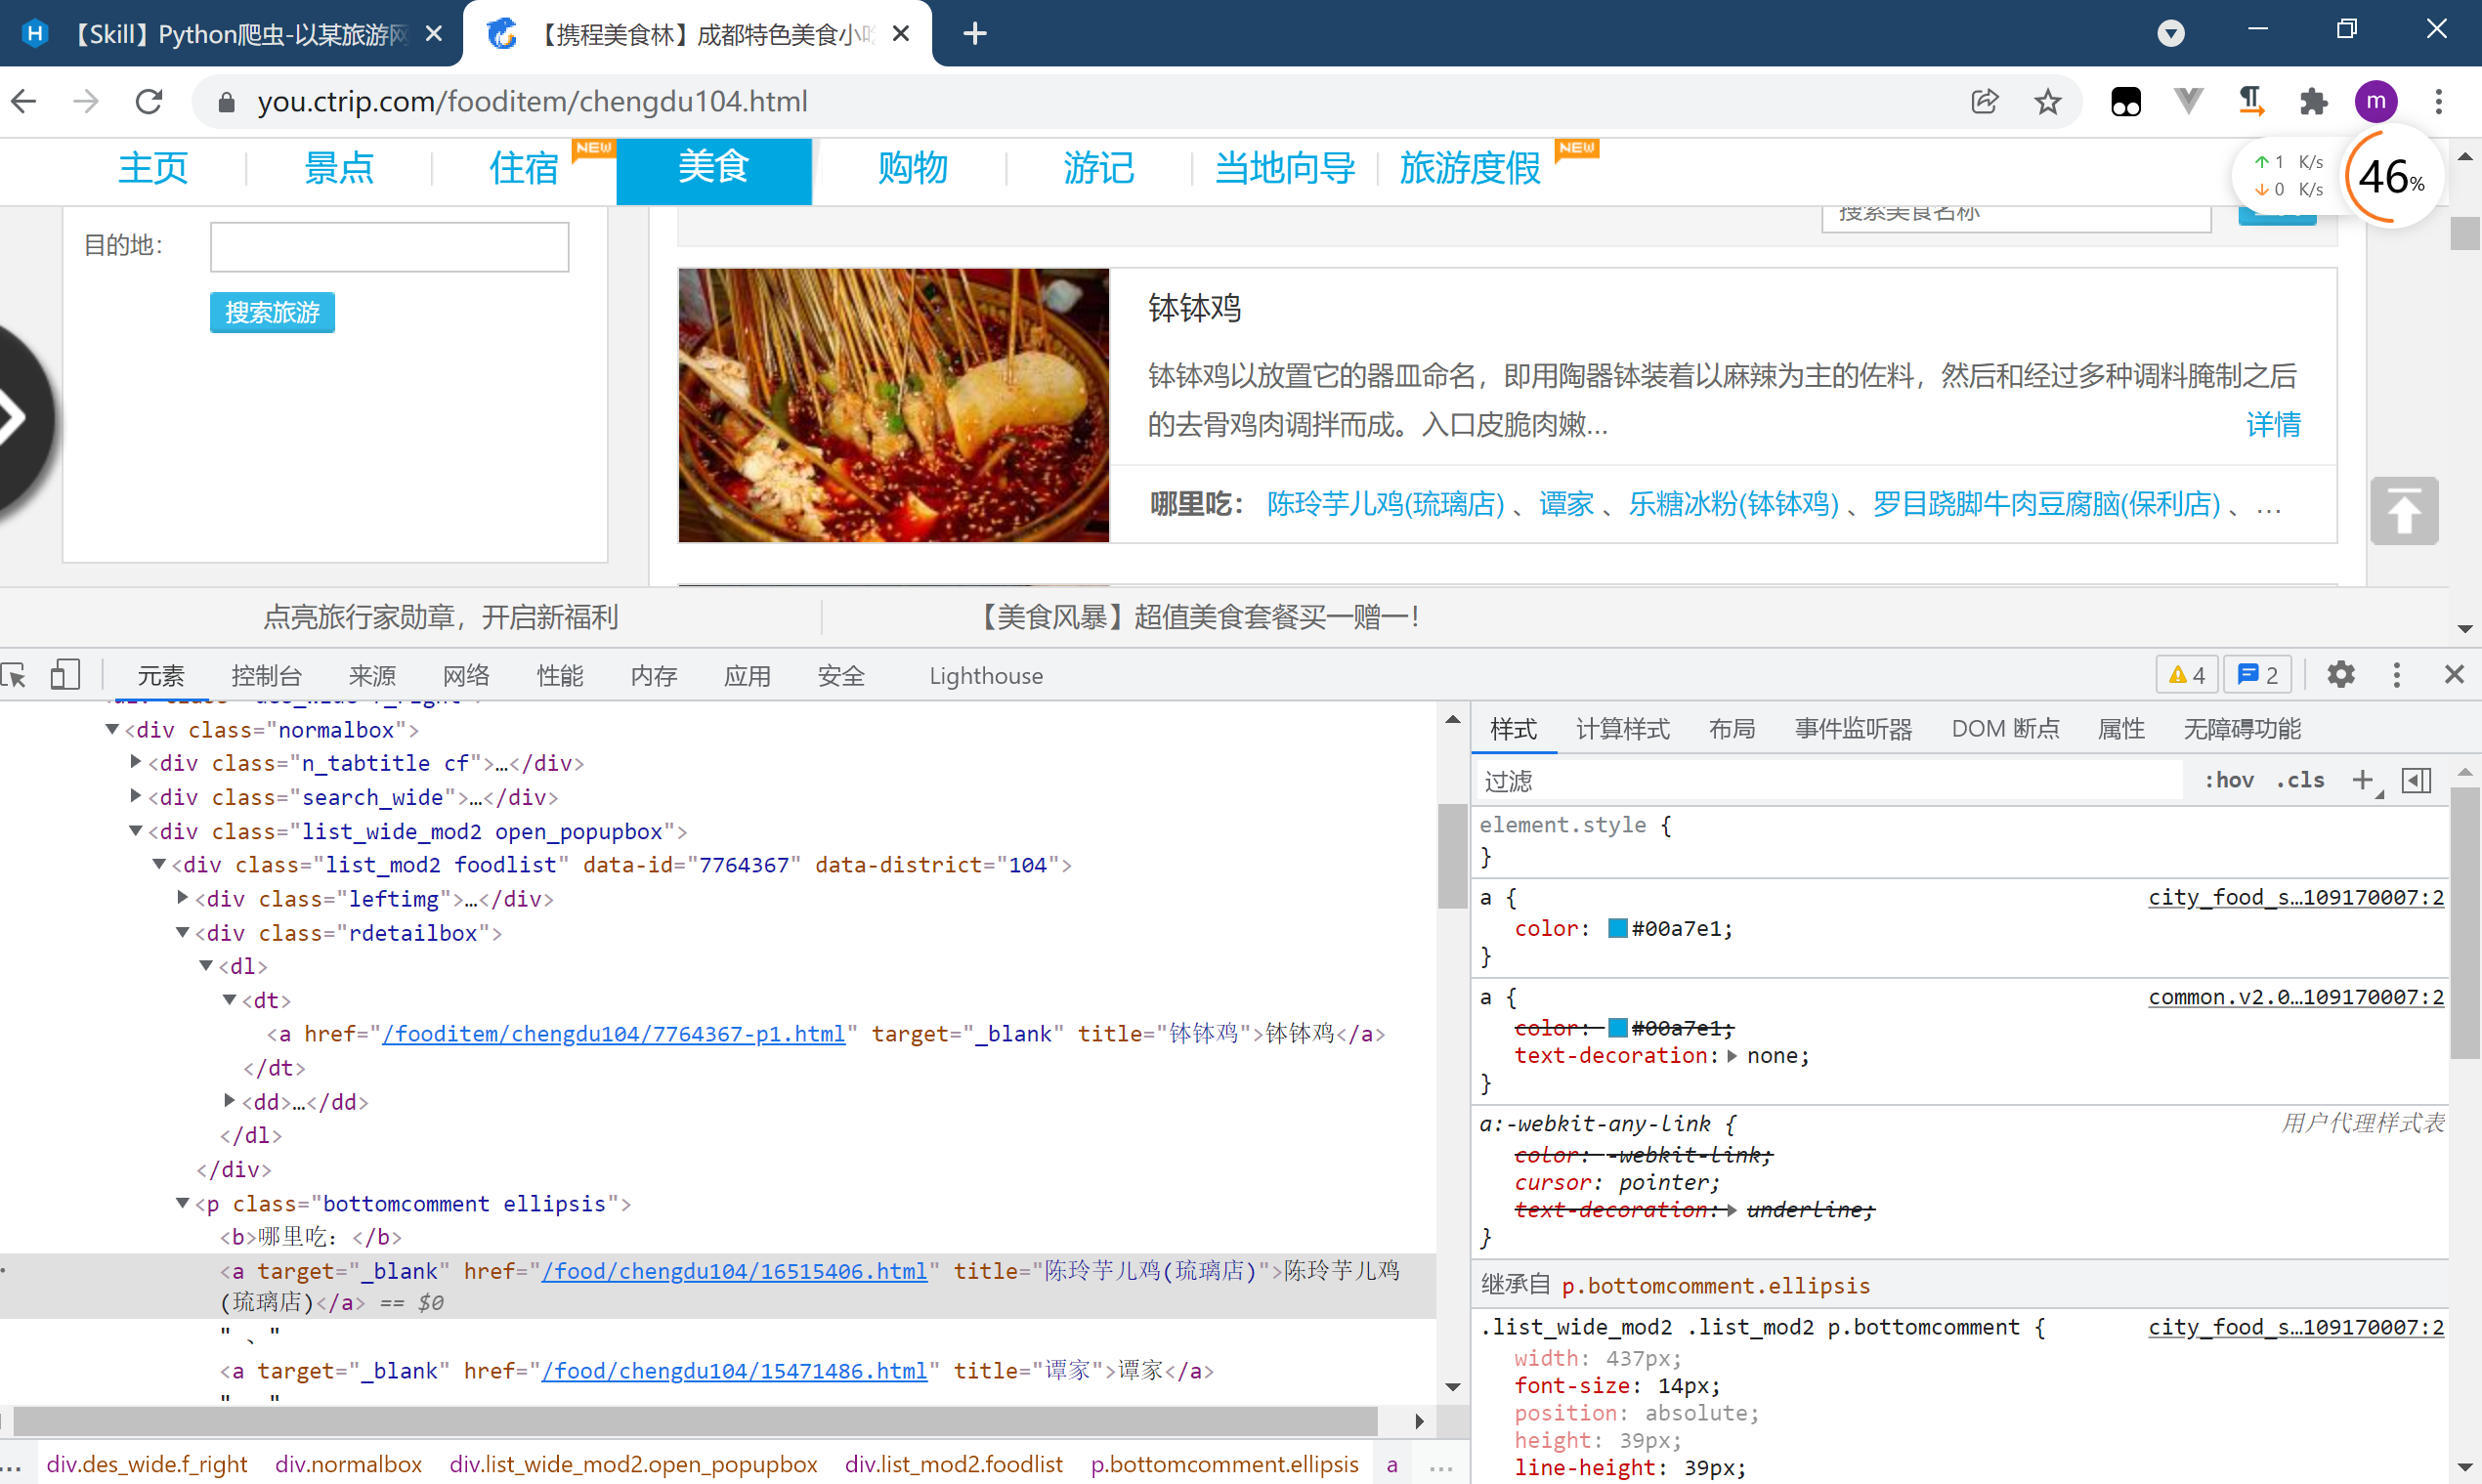 【Skill】Python爬虫-以某旅游网
【携程美食林】成都特色美食小吃
you.ctrip.com/fooditem/chengdu104.html
m
主页
景点
住宿
NEW
美食
购物
游记
当地向导
旅游度假
NEW
↑ 1 K/s
↓ 0 K/s
46%
目的地：
搜索美食名称
搜索旅游
钵钵鸡
钵钵鸡以放置它的器皿命名，即用陶器钵装着以麻辣为主的佐料，然后和经过多种调料腌制之后
的去骨鸡肉调拌而成。入口皮脆肉嫩...
详情
哪里吃： 陈玲芋儿鸡(琉璃店) 、 谭家 、 乐糖冰粉(钵钵鸡) 、 罗目跷脚牛肉豆腐脑(保利店) 、 ...
点亮旅行家勋章，开启新福利
【美食风暴】超值美食套餐买一赠一！
元素 控制台 来源 网络 性能 内存 应用 安全 Lighthouse
4 2
<div class="des_wide f_right">
<div class="normalbox">
<div class="n_tabtitle cf">…</div>
<div class="search_wide">…</div>
<div class="list_wide_mod2 open_popupbox">
<div class="list_mod2 foodlist" data-id="7764367" data-district="104">
<div class="leftimg">…</div>
<div class="rdetailbox">
<dl>
<dt>
<a href="/fooditem/chengdu104/7764367-p1.html" target="_blank" title="钵钵鸡">钵钵鸡</a>
</dt>
<dd>…</dd>
</dl>
</div>
<p class="bottomcomment ellipsis">
<b>哪里吃：</b>
<a target="_blank" href="/food/chengdu104/16515406.html" title="陈玲芋儿鸡(琉璃店)">陈玲芋儿鸡
(琉璃店)</a> == $0
" 、"
<a target="_blank" href="/food/chengdu104/15471486.html" title="谭家">谭家</a>
... div.des_wide.f_right div.normalbox div.list_wide_mod2.open_popupbox div.list_mod2.foodlist p.bottomcomment.ellipsis a ...
样式 计算样式 布局 事件监听器 DOM 断点 属性 无障碍功能
过滤
:hov .cls
element.style {
}
a {
city_food_s…109170007:2
color: #00a7e1;
}
a {
common.v2.0…109170007:2
color: #00a7e1;
text-decoration: none;
}
a:-webkit-any-link {
用户代理样式表
color: -webkit-link;
cursor: pointer;
text-decoration: underline;
}
继承自 p.bottomcomment.ellipsis
.list_wide_mod2 .list_mod2 p.bottomcomment {
city_food_s…109170007:2
width: 437px;
font-size: 14px;
position: absolute;
height: 39px;
line-height: 39px;